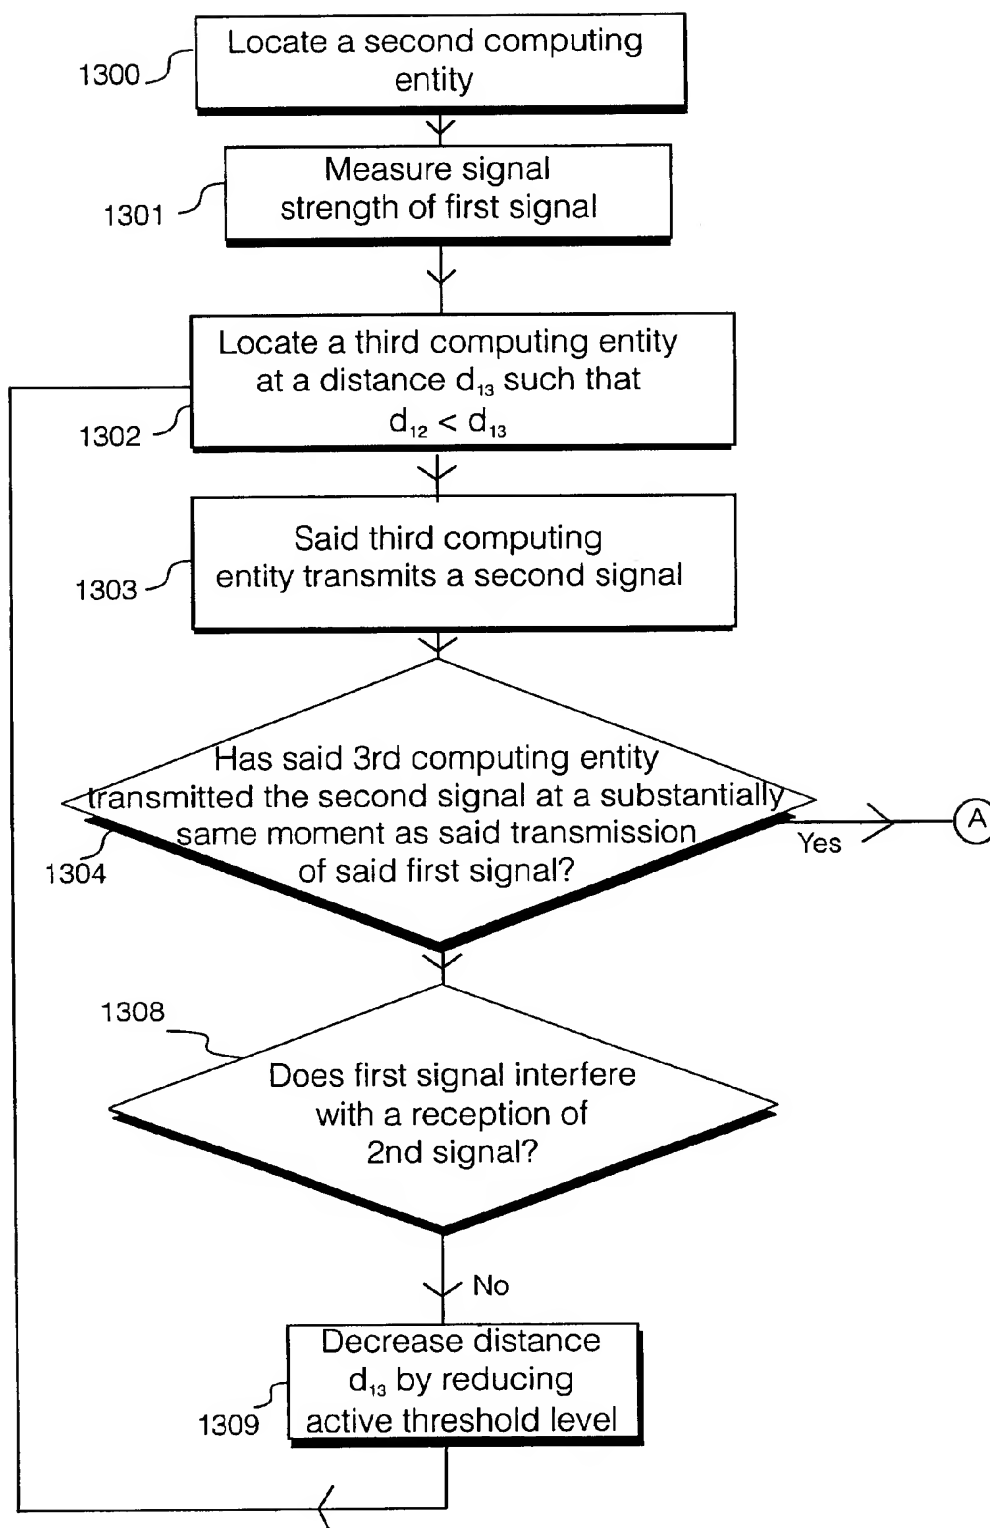 Locate a second computing
entity
1300
Measure signal
strength of first signal
1301
Locate a third computing entity
at a distance d₁₃ such that
d₁₂ < d₁₃
1302
Said third computing
entity transmits a second signal
1303
Has said 3rd computing entity
transmitted the second signal at a substantially
same moment as said transmission
of said first signal?
1304
Yes
A
1308
Does first signal interfere
with a reception of
2nd signal?
No
Decrease distance
d₁₃ by reducing
active threshold level
1309